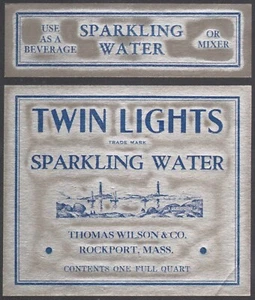 USE
AS A
BEVERAGE
SPARKLING
WATER
OR
MIXER
TWIN LIGHTS
TRADE MARK
SPARKLING WATER
THOMAS WILSON & CO.
ROCKPORT, MASS.
CONTENTS ONE FULL QUART